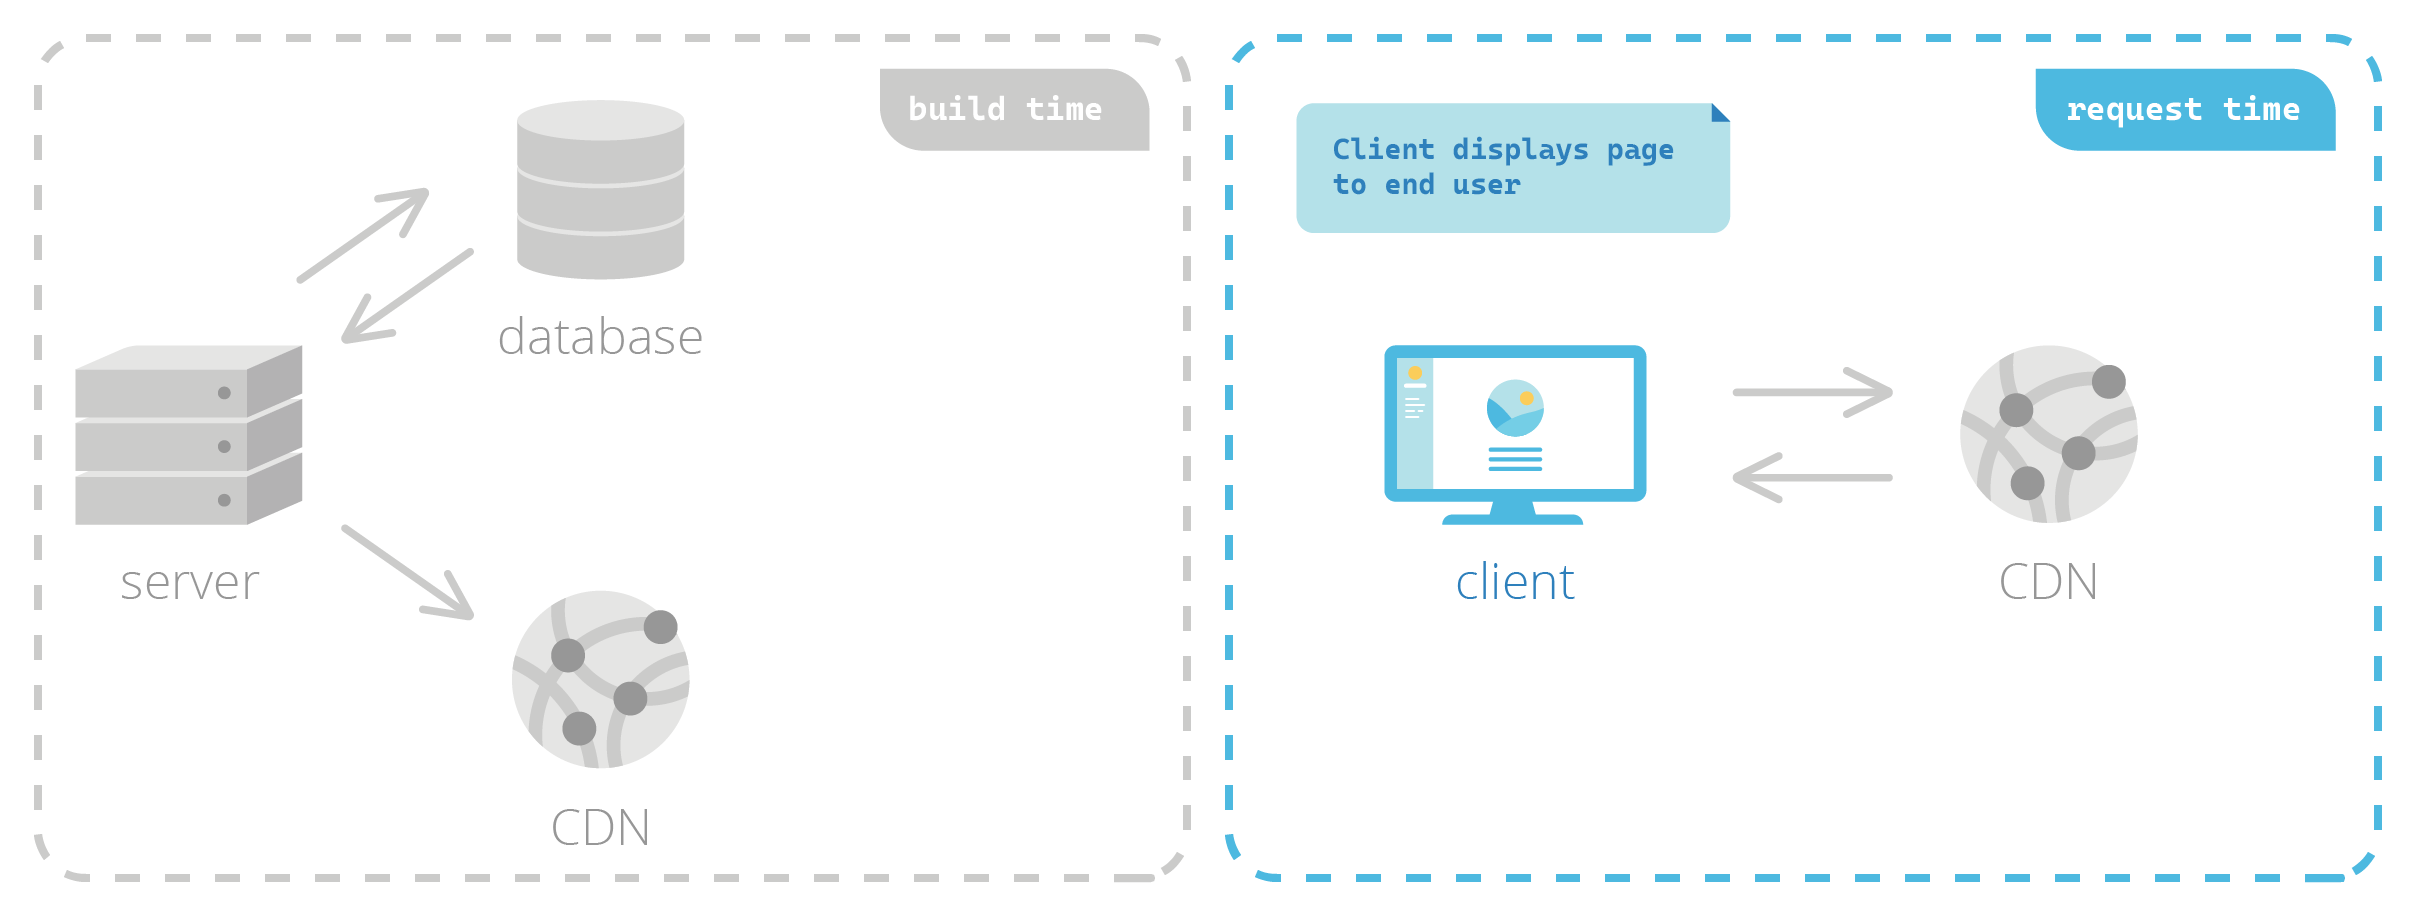 build time
database
server
CDN
request time
Client displays page
to end user
client
CDN